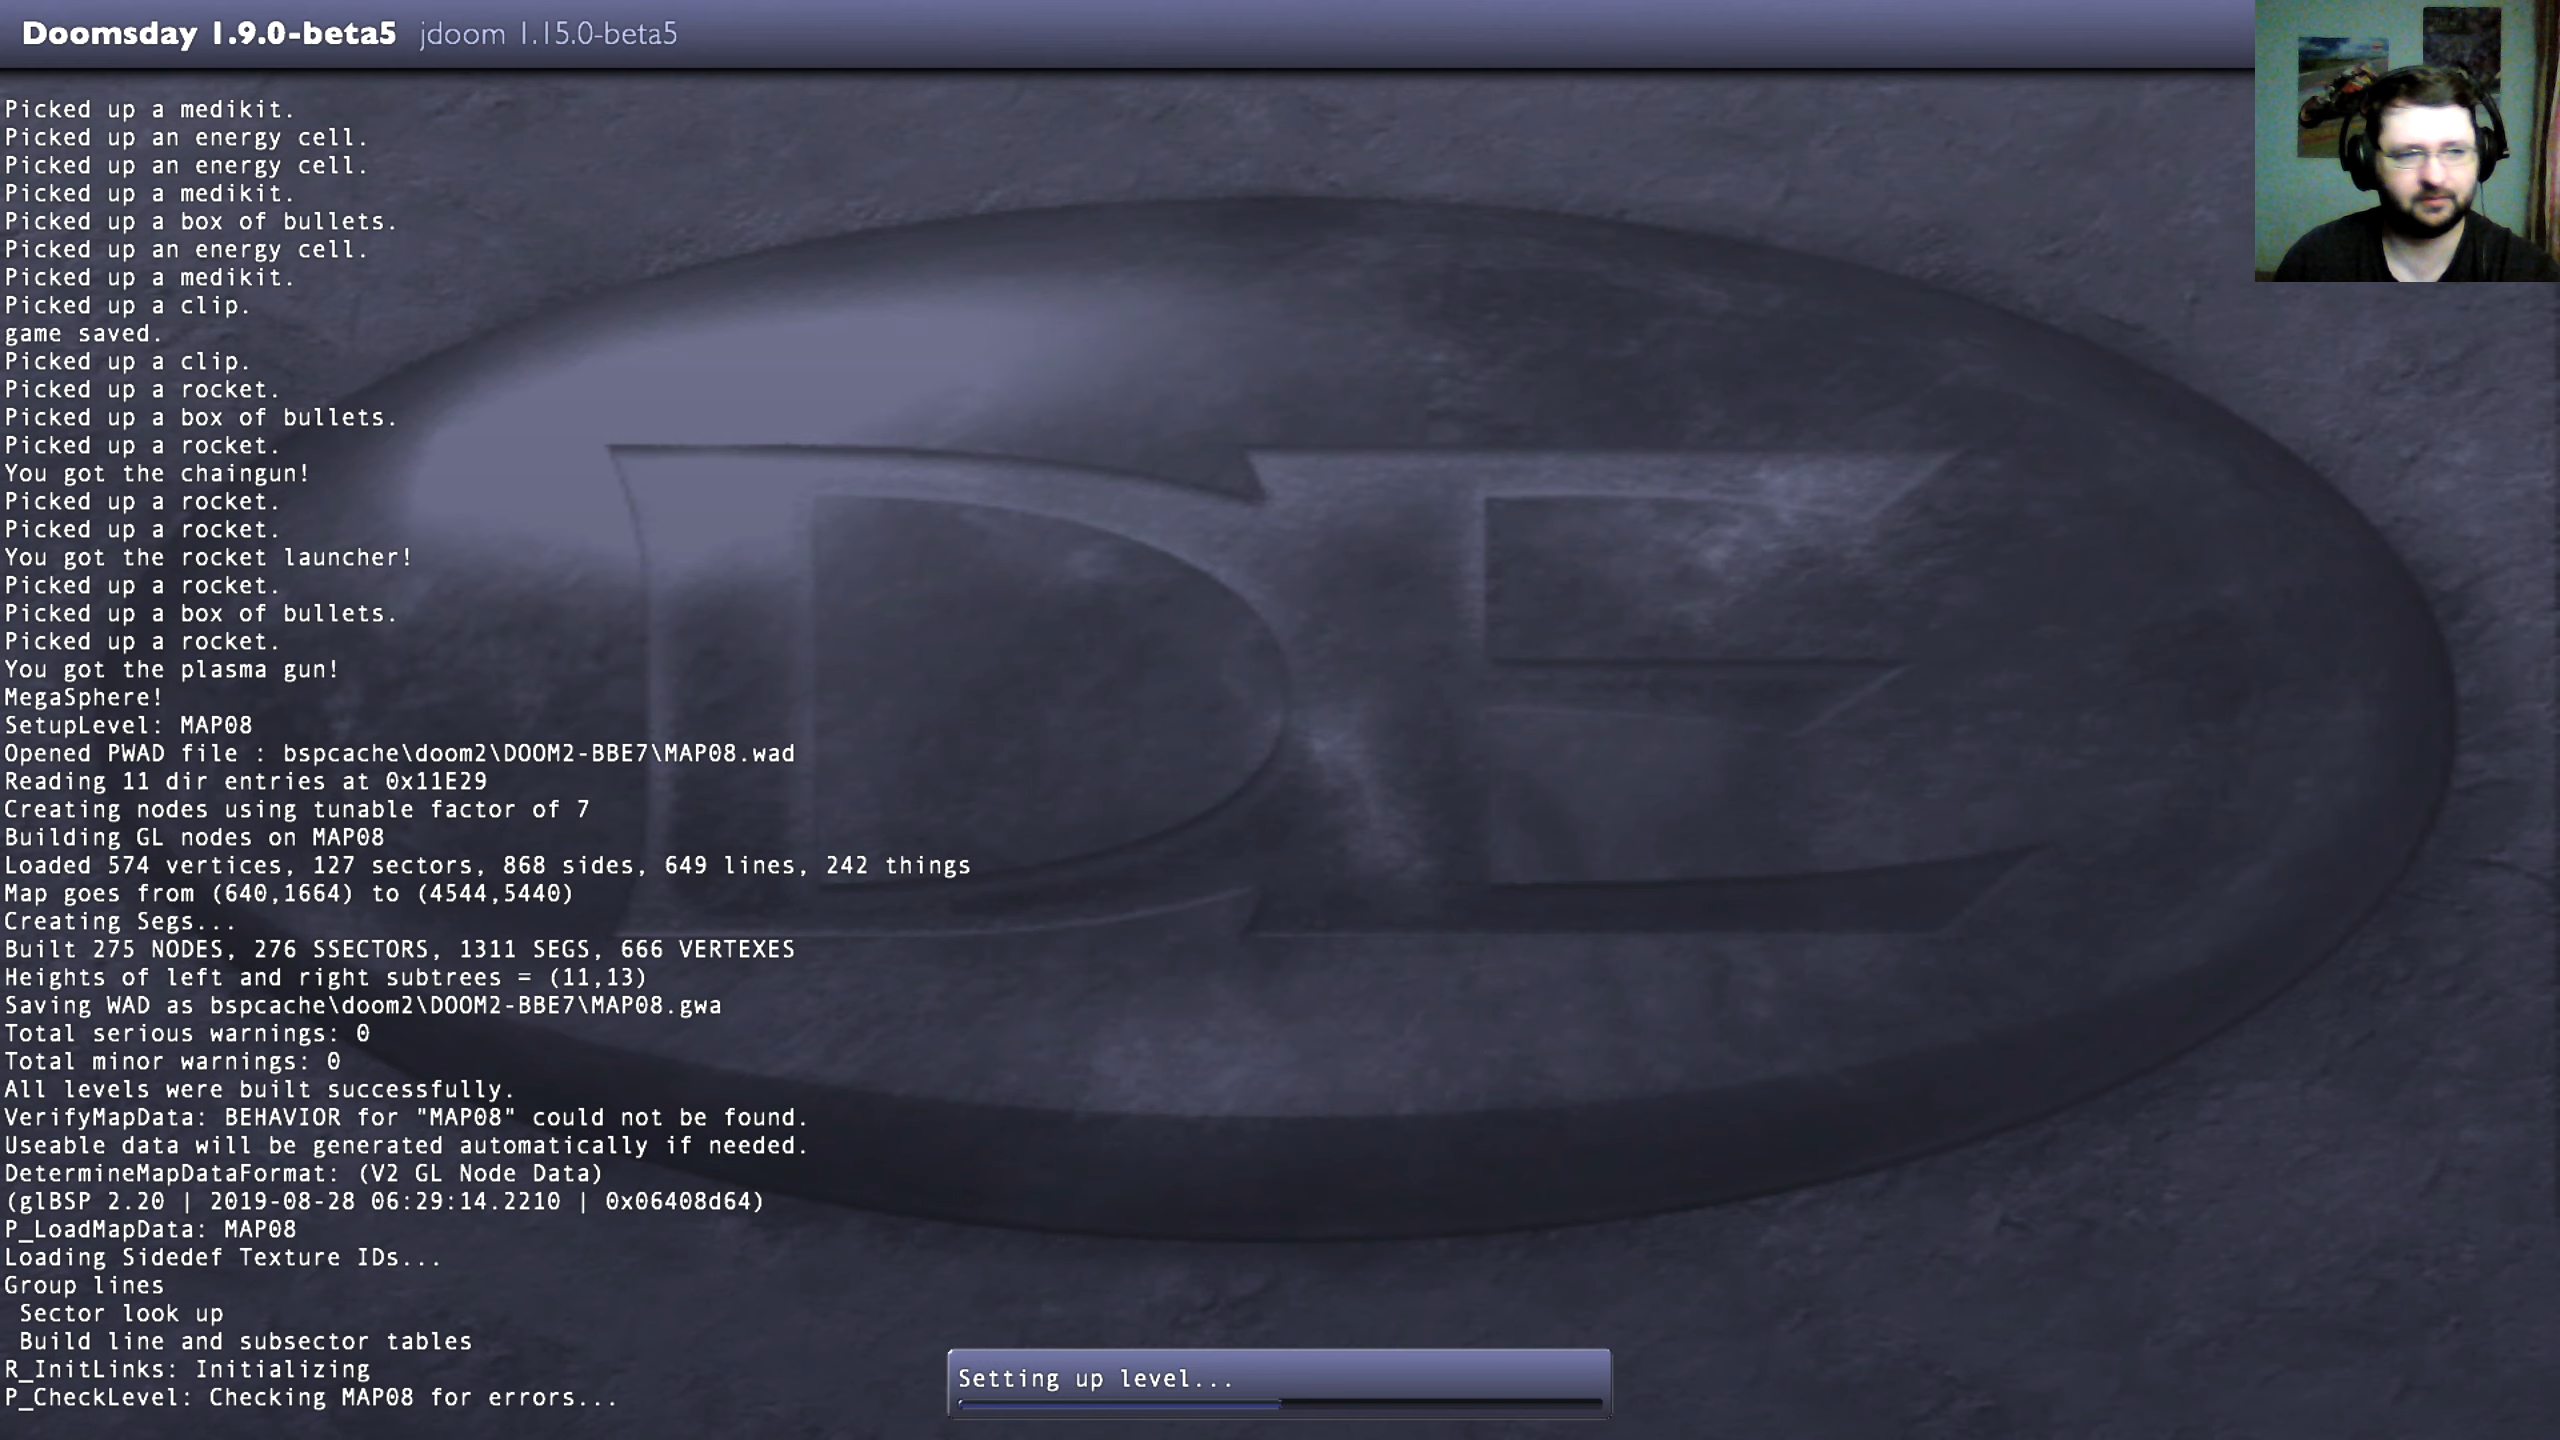 Doomsday 1.9.0-beta5 jdoom 1.15.0-beta5
Picked up a medikit.
Picked up an energy cell.
Picked up an energy cell.
Picked up a medikit.
Picked up a box of bullets.
Picked up an energy cell.
Picked up a medikit.
Picked up a clip.
game saved.
Picked up a clip.
Picked up a rocket.
Picked up a box of bullets.
Picked up a rocket.
You got the chaingun!
Picked up a rocket.
Picked up a rocket.
You got the rocket launcher!
Picked up a rocket.
Picked up a box of bullets.
Picked up a rocket.
You got the plasma gun!
MegaSphere!
SetupLevel: MAP08
Opened PWAD file : bspcache\doom2\DOOM2-BBE7\MAP08.wad
Reading 11 dir entries at 0x11E29
Creating nodes using tunable factor of 7
Building GL nodes on MAP08
Loaded 574 vertices, 127 sectors, 868 sides, 649 lines, 242 things
Map goes from (640,1664) to (4544,5440)
Creating Segs...
Built 275 NODES, 276 SSECTORS, 1311 SEGS, 666 VERTEXES
Heights of left and right subtrees = (11,13)
Saving WAD as bspcache\doom2\DOOM2-BBE7\MAP08.gwa
Total serious warnings: 0
Total minor warnings: 0
All levels were built successfully.
VerifyMapData: BEHAVIOR for "MAP08" could not be found.
Useable data will be generated automatically if needed.
DetermineMapDataFormat: (V2 GL Node Data)
(glBSP 2.20 | 2019-08-28 06:29:14.2210 | 0x06408d64)
P_LoadMapData: MAP08
Loading Sidedef Texture IDs...
Group lines
Sector look up
Build line and subsector tables
R_InitLinks: Initializing
P_CheckLevel: Checking MAP08 for errors...
Setting up level...
DE